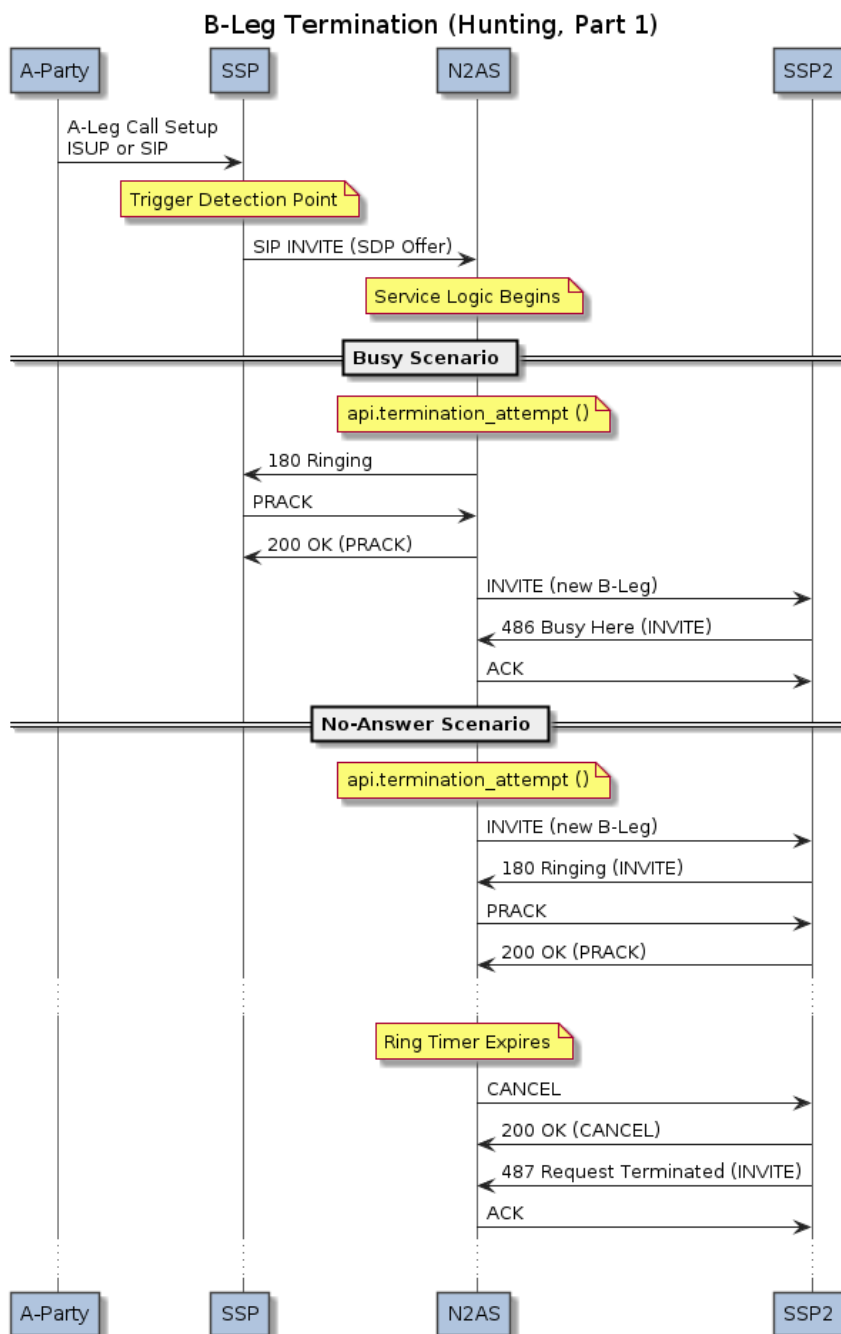 B-Leg Termination (Hunting, Part 1)
A-Party
SSP
N2AS
SSP2
A-Leg Call Setup
ISUP or SIP
Trigger Detection Point
SIP INVITE (SDP Offer)
Service Logic Begins
Busy Scenario
api.termination_attempt ()
180 Ringing
PRACK
200 OK (PRACK)
INVITE (new B-Leg)
486 Busy Here (INVITE)
ACK
No-Answer Scenario
api.termination_attempt ()
INVITE (new B-Leg)
180 Ringing (INVITE)
PRACK
200 OK (PRACK)
Ring Timer Expires
CANCEL
200 OK (CANCEL)
487 Request Terminated (INVITE)
ACK
A-Party
SSP
N2AS
SSP2